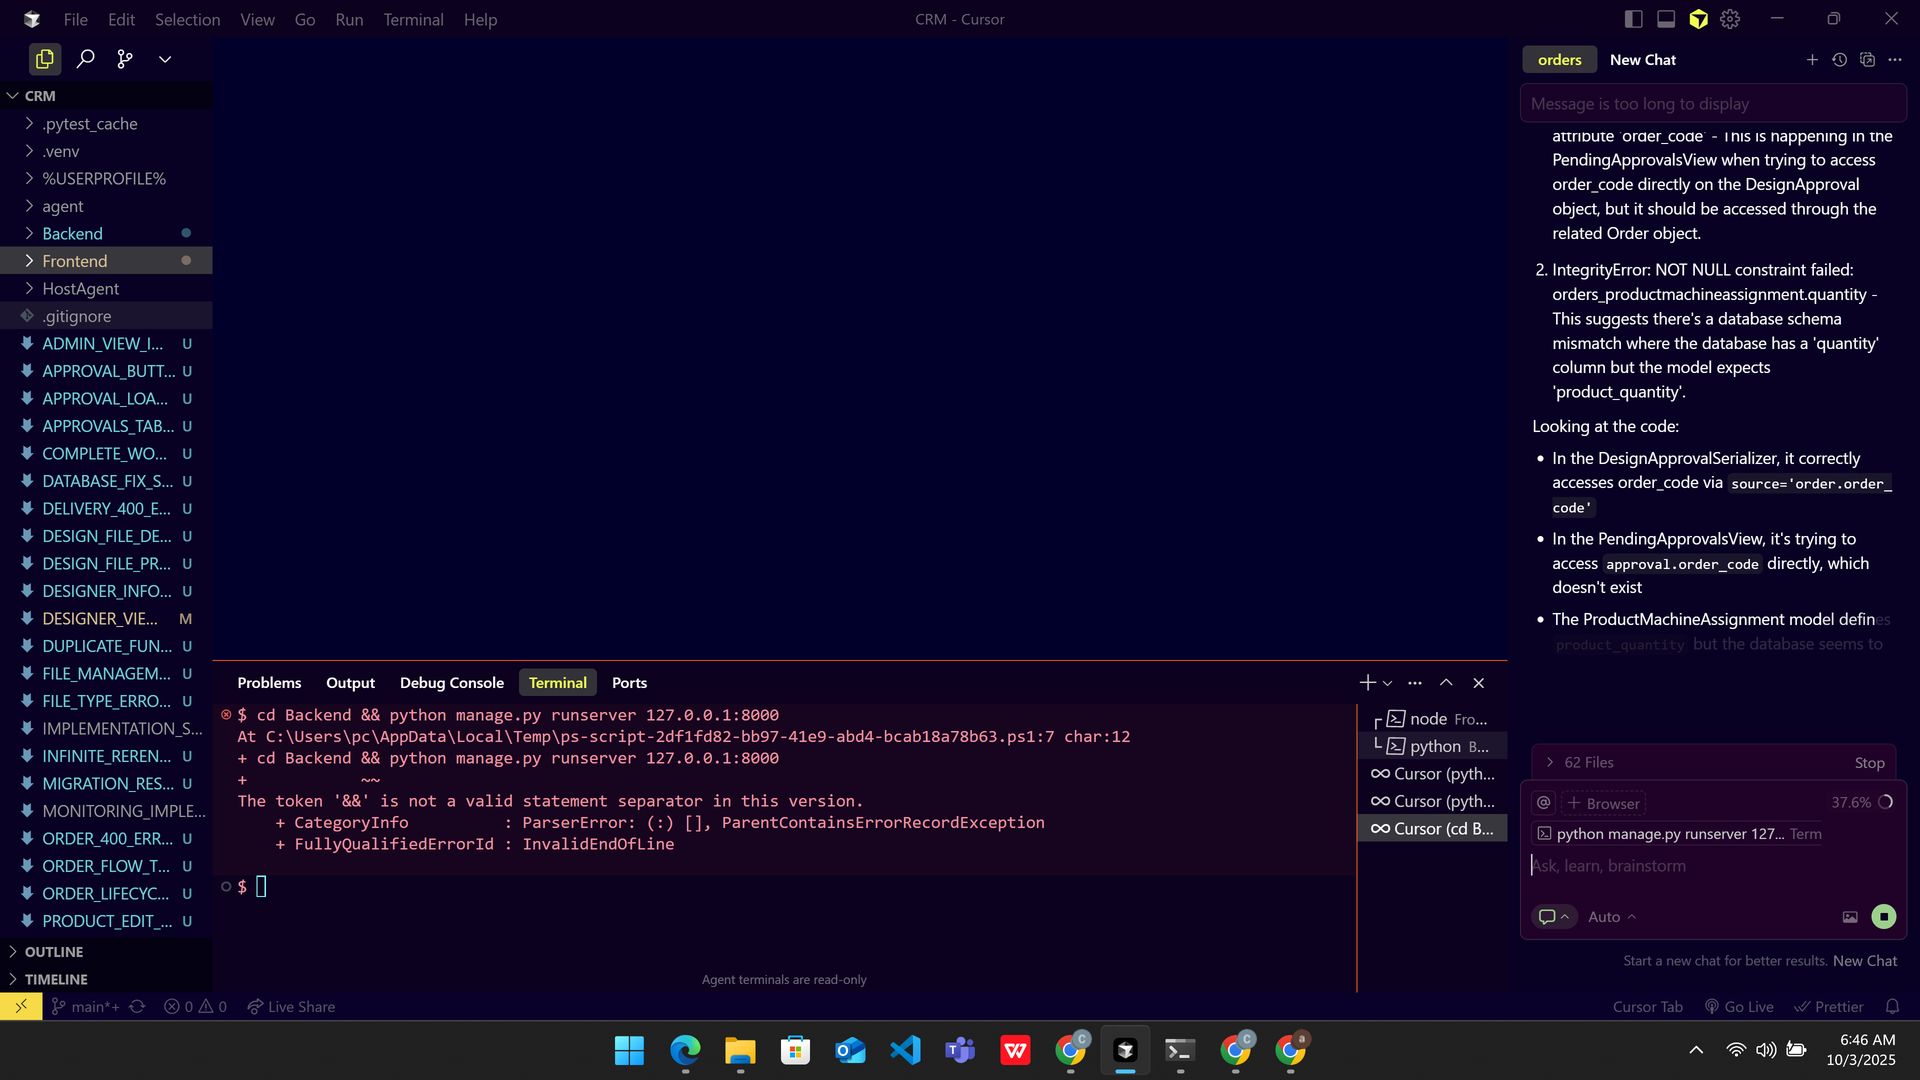 File Edit Selection View Go Run Terminal Help
CRM - Cursor
CRM
.pytest_cache
.venv
%USERPROFILE%
agent
Backend
Frontend
HostAgent
.gitignore
ADMIN_VIEW_I... U
APPROVAL_BUTT... U
APPROVAL_LOA... U
APPROVALS_TAB... U
COMPLETE_WO... U
DATABASE_FIX_S... U
DELIVERY_400_E... U
DESIGN_FILE_DE... U
DESIGN_FILE_PR... U
DESIGNER_INFO... U
DESIGNER_VIE... M
DUPLICATE_FUN... U
FILE_MANAGEM... U
FILE_TYPE_ERRO... U
IMPLEMENTATION_S...
INFINITE_REREN... U
MIGRATION_RES... U
MONITORING_IMPLE...
ORDER_400_ERR... U
ORDER_FLOW_T... U
ORDER_LIFECYC... U
PRODUCT_EDIT_... U
OUTLINE
TIMELINE
Problems Output Debug Console Terminal Ports
$ cd Backend && python manage.py runserver 127.0.0.1:8000
At C:\Users\pc\AppData\Local\Temp\ps-script-2df1fd82-bb97-41e9-abd4-bcab18a78b63.ps1:7 char:12
+ cd Backend && python manage.py runserver 127.0.0.1:8000
+ ~~
The token '&&' is not a valid statement separator in this version.
+ CategoryInfo : ParserError: (:) [], ParentContainsErrorRecordException
+ FullyQualifiedErrorId : InvalidEndOfLine
$
Agent terminals are read-only
node Fro...
python B...
Cursor (pyth...
Cursor (pyth...
Cursor (cd B...
orders New Chat
Message is too long to display
attribute 'order_code' - This is happening in the
PendingApprovalsView when trying to access
order_code directly on the DesignApproval
object, but it should be accessed through the
related Order object.
2. IntegrityError: NOT NULL constraint failed:
orders_productmachineassignment.quantity -
This suggests there's a database schema
mismatch where the database has a 'quantity'
column but the model expects
'product_quantity'.
Looking at the code:
• In the DesignApprovalSerializer, it correctly
accesses order_code via source='order.order_
code'
• In the PendingApprovalsView, it's trying to
access approval.order_code directly, which
doesn't exist
• The ProductMachineAssignment model defines
product_quantity but the database seems to
62 Files Stop
@ + Browser 37.6%
python manage.py runserver 127... Term
Ask, learn, brainstorm
Auto
Start a new chat for better results. New Chat
main*+ 0 0 Live Share
Cursor Tab Go Live Prettier
6:46 AM
10/3/2025